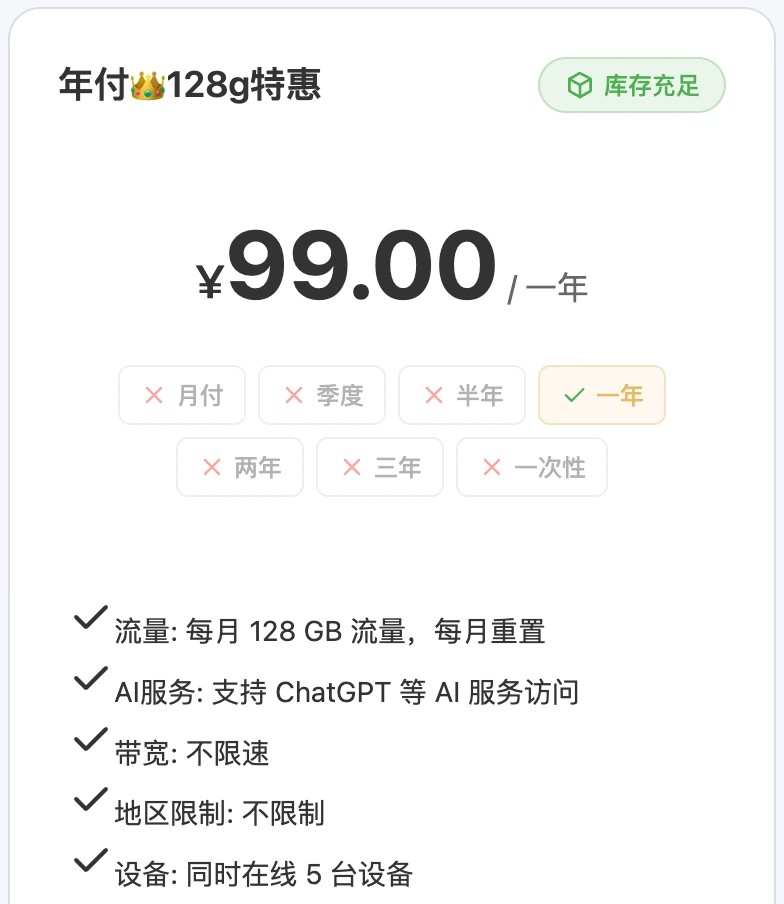 年付👑128g特惠
库存充足
¥99.00 / 一年
月付 季度 半年 一年
两年 三年 一次性
流量: 每月 128 GB 流量，每月重置
AI服务: 支持 ChatGPT 等 AI 服务访问
带宽: 不限速
地区限制: 不限制
设备: 同时在线 5 台设备